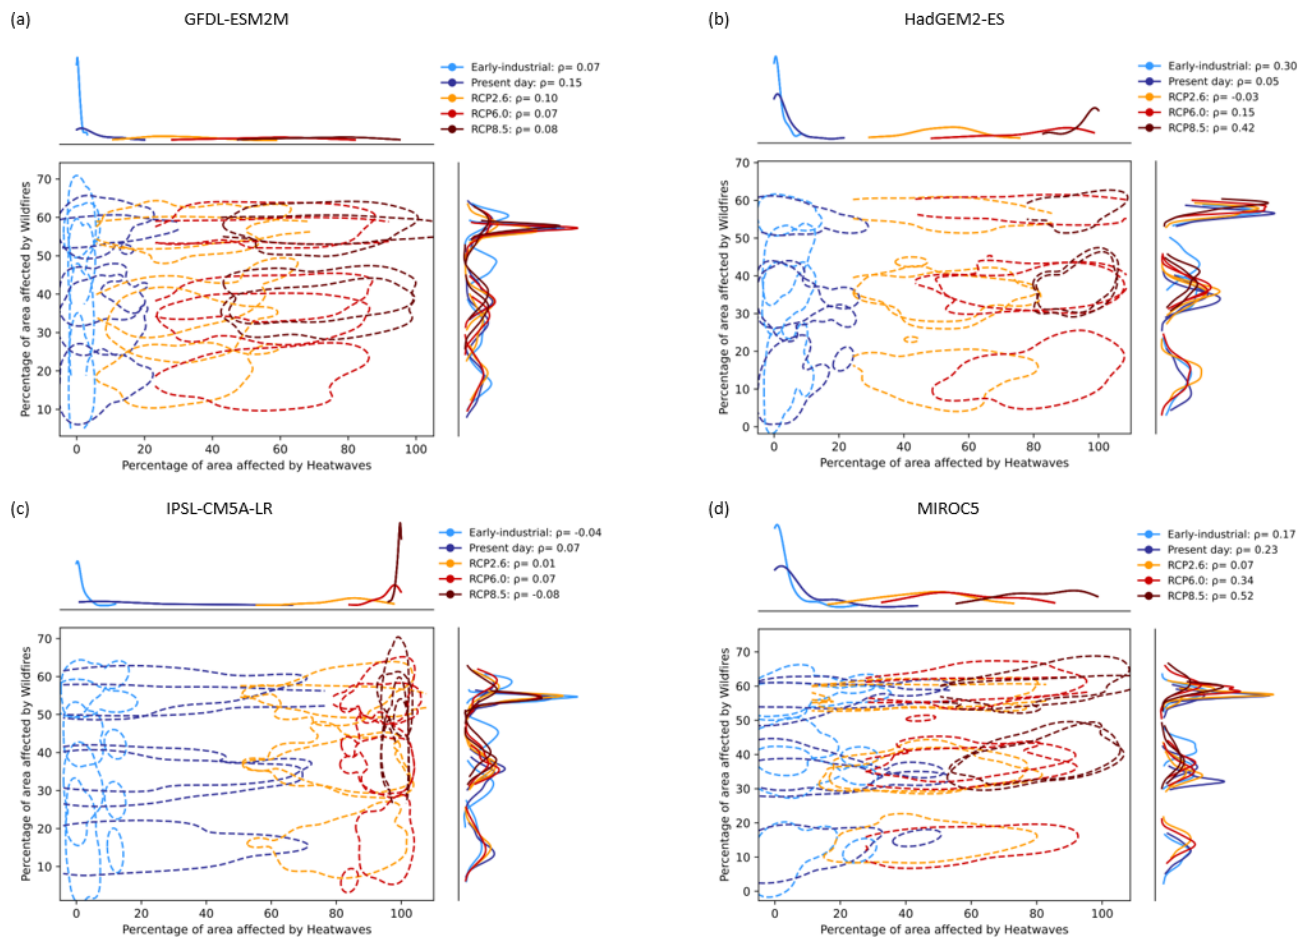 (a) GFDL-ESM2M
Early-industrial: ρ= 0.07
Present day: ρ= 0.15
RCP2.6: ρ= 0.10
RCP6.0: ρ= 0.07
RCP8.5: ρ= 0.08
Percentage of area affected by Wildfires
70
60
50
40
30
20
10
0 20 40 60 80 100
Percentage of area affected by Heatwaves
(b) HadGEM2-ES
Early-industrial: ρ= 0.30
Present day: ρ= 0.05
RCP2.6: ρ= -0.03
RCP6.0: ρ= 0.15
RCP8.5: ρ= 0.42
Percentage of area affected by Wildfires
70
60
50
40
30
20
10
0
0 20 40 60 80 100
Percentage of area affected by Heatwaves
(c) IPSL-CM5A-LR
Early-industrial: ρ= -0.04
Present day: ρ= 0.07
RCP2.6: ρ= 0.01
RCP6.0: ρ= 0.07
RCP8.5: ρ= -0.08
Percentage of area affected by Wildfires
70
60
50
40
30
20
10
0 20 40 60 80 100
Percentage of area affected by Heatwaves
(d) MIROC5
Early-industrial: ρ= 0.17
Present day: ρ= 0.23
RCP2.6: ρ= 0.07
RCP6.0: ρ= 0.34
RCP8.5: ρ= 0.52
Percentage of area affected by Wildfires
70
60
50
40
30
20
10
0
0 20 40 60 80 100
Percentage of area affected by Heatwaves